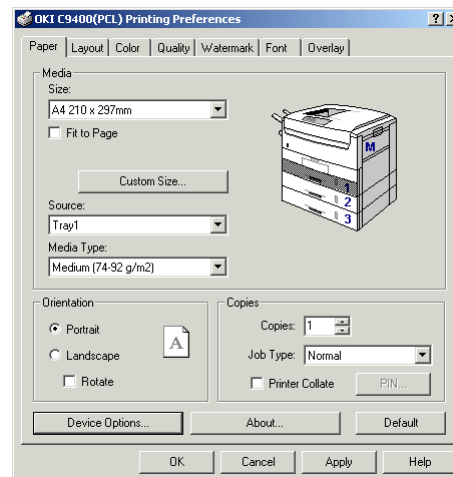 OKI C9400(PCL) Printing Preferences
Paper Layout Color Quality Watermark Font Overlay
Media
Size:
A4 210 x 297mm
Fit to Page
Custom Size...
Source:
Tray1
Media Type:
Medium (74-92 g/m2)
M
1
2
3
Orientation
Portrait
Landscape
Rotate
A
Copies
Copies: 1
Job Type: Normal
Printer Collate PIN...
Device Options... About... Default
OK Cancel Apply Help